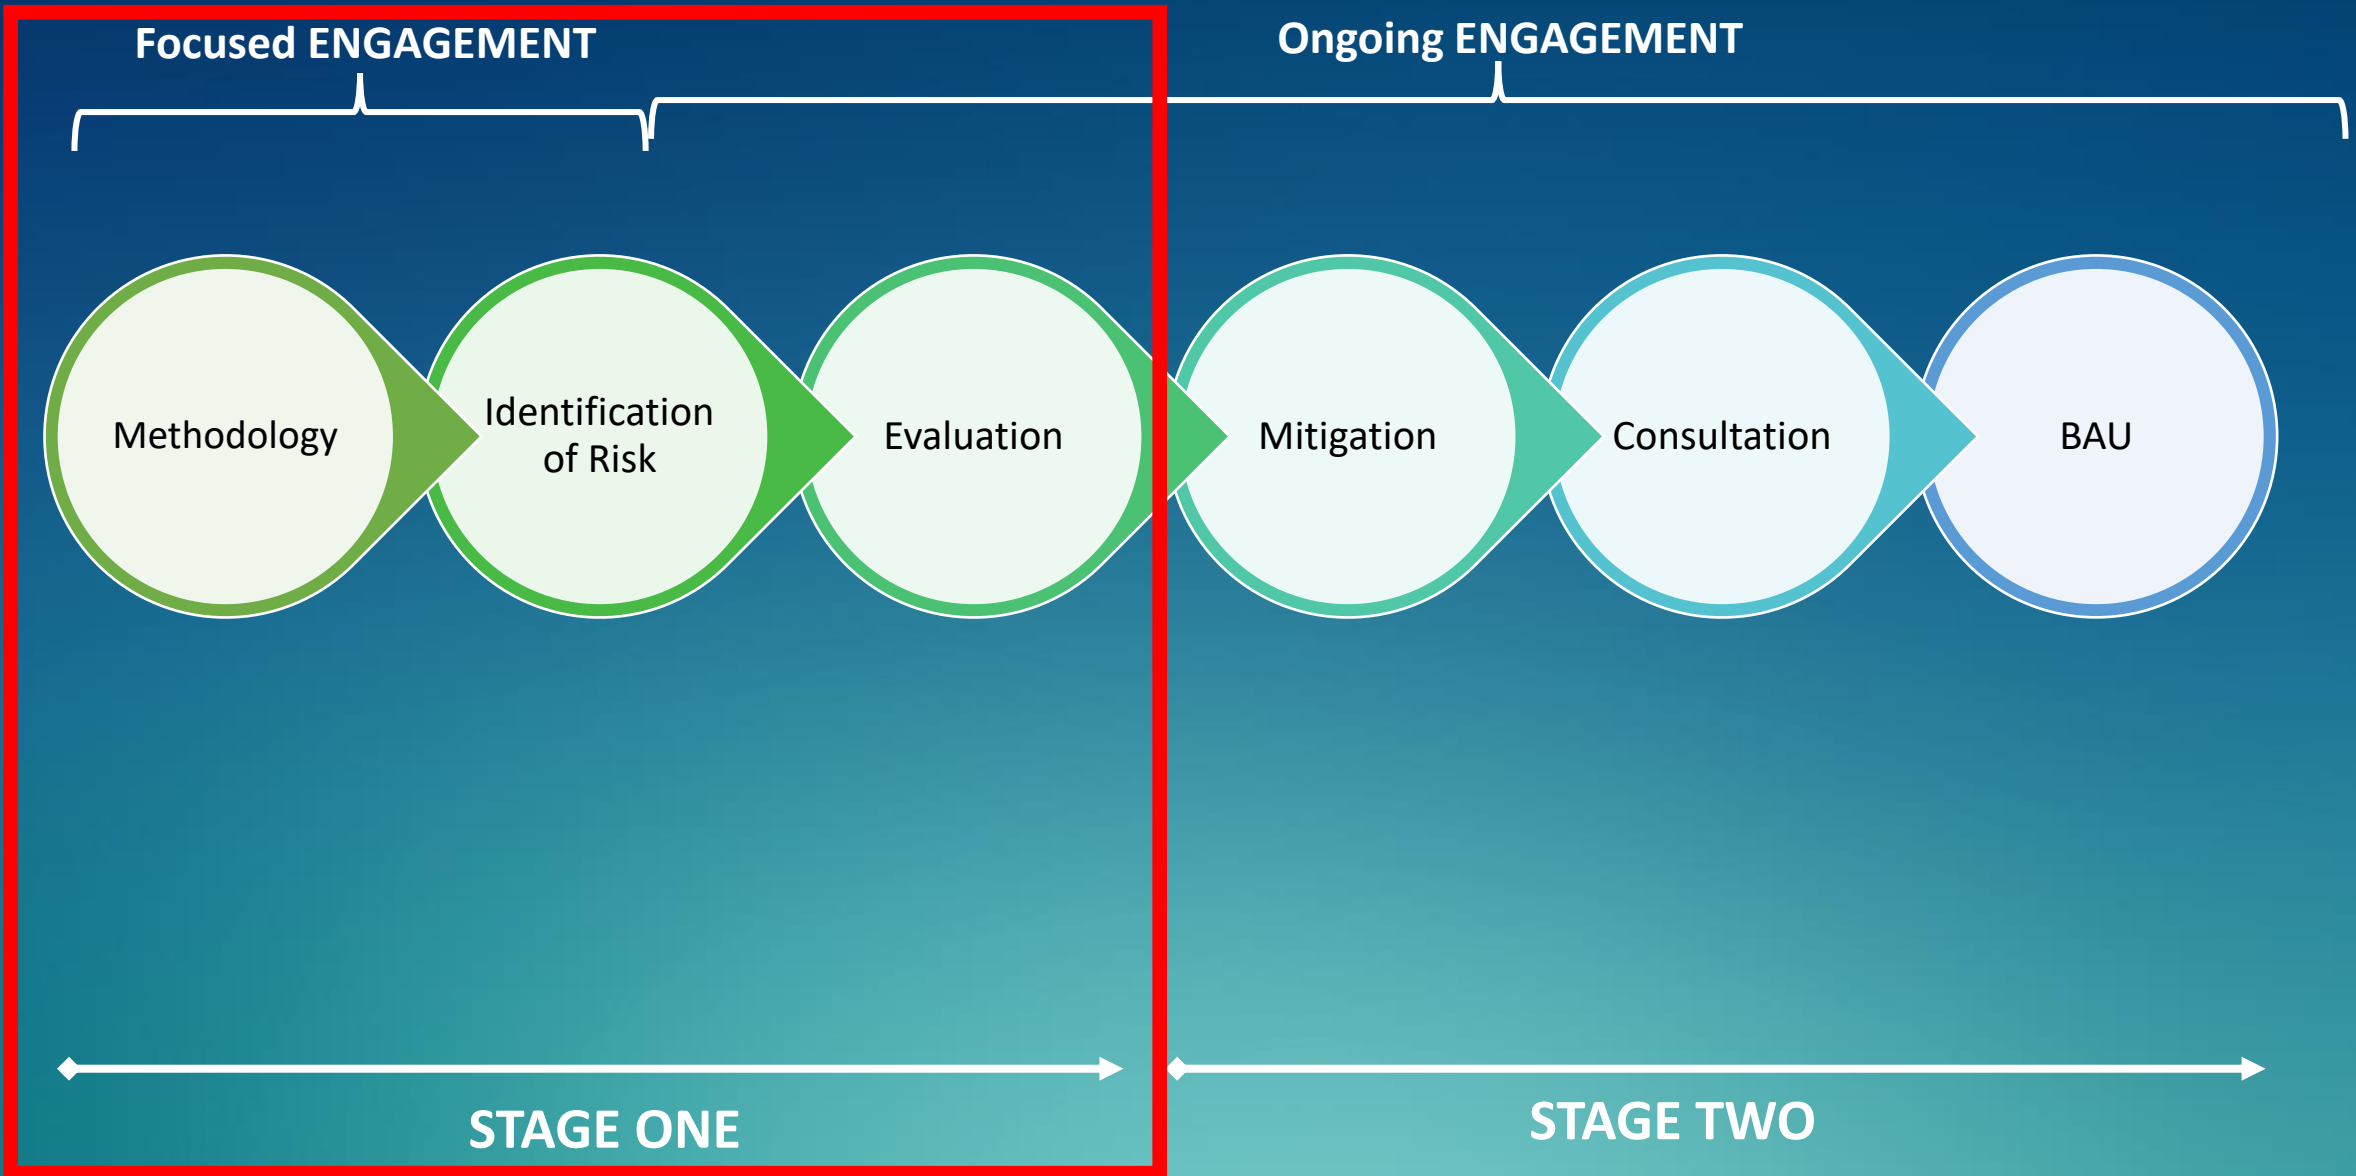 Focused ENGAGEMENT
Ongoing ENGAGEMENT
Methodology
Identification
of Risk
Evaluation
Mitigation
Consultation
BAU
STAGE ONE
STAGE TWO